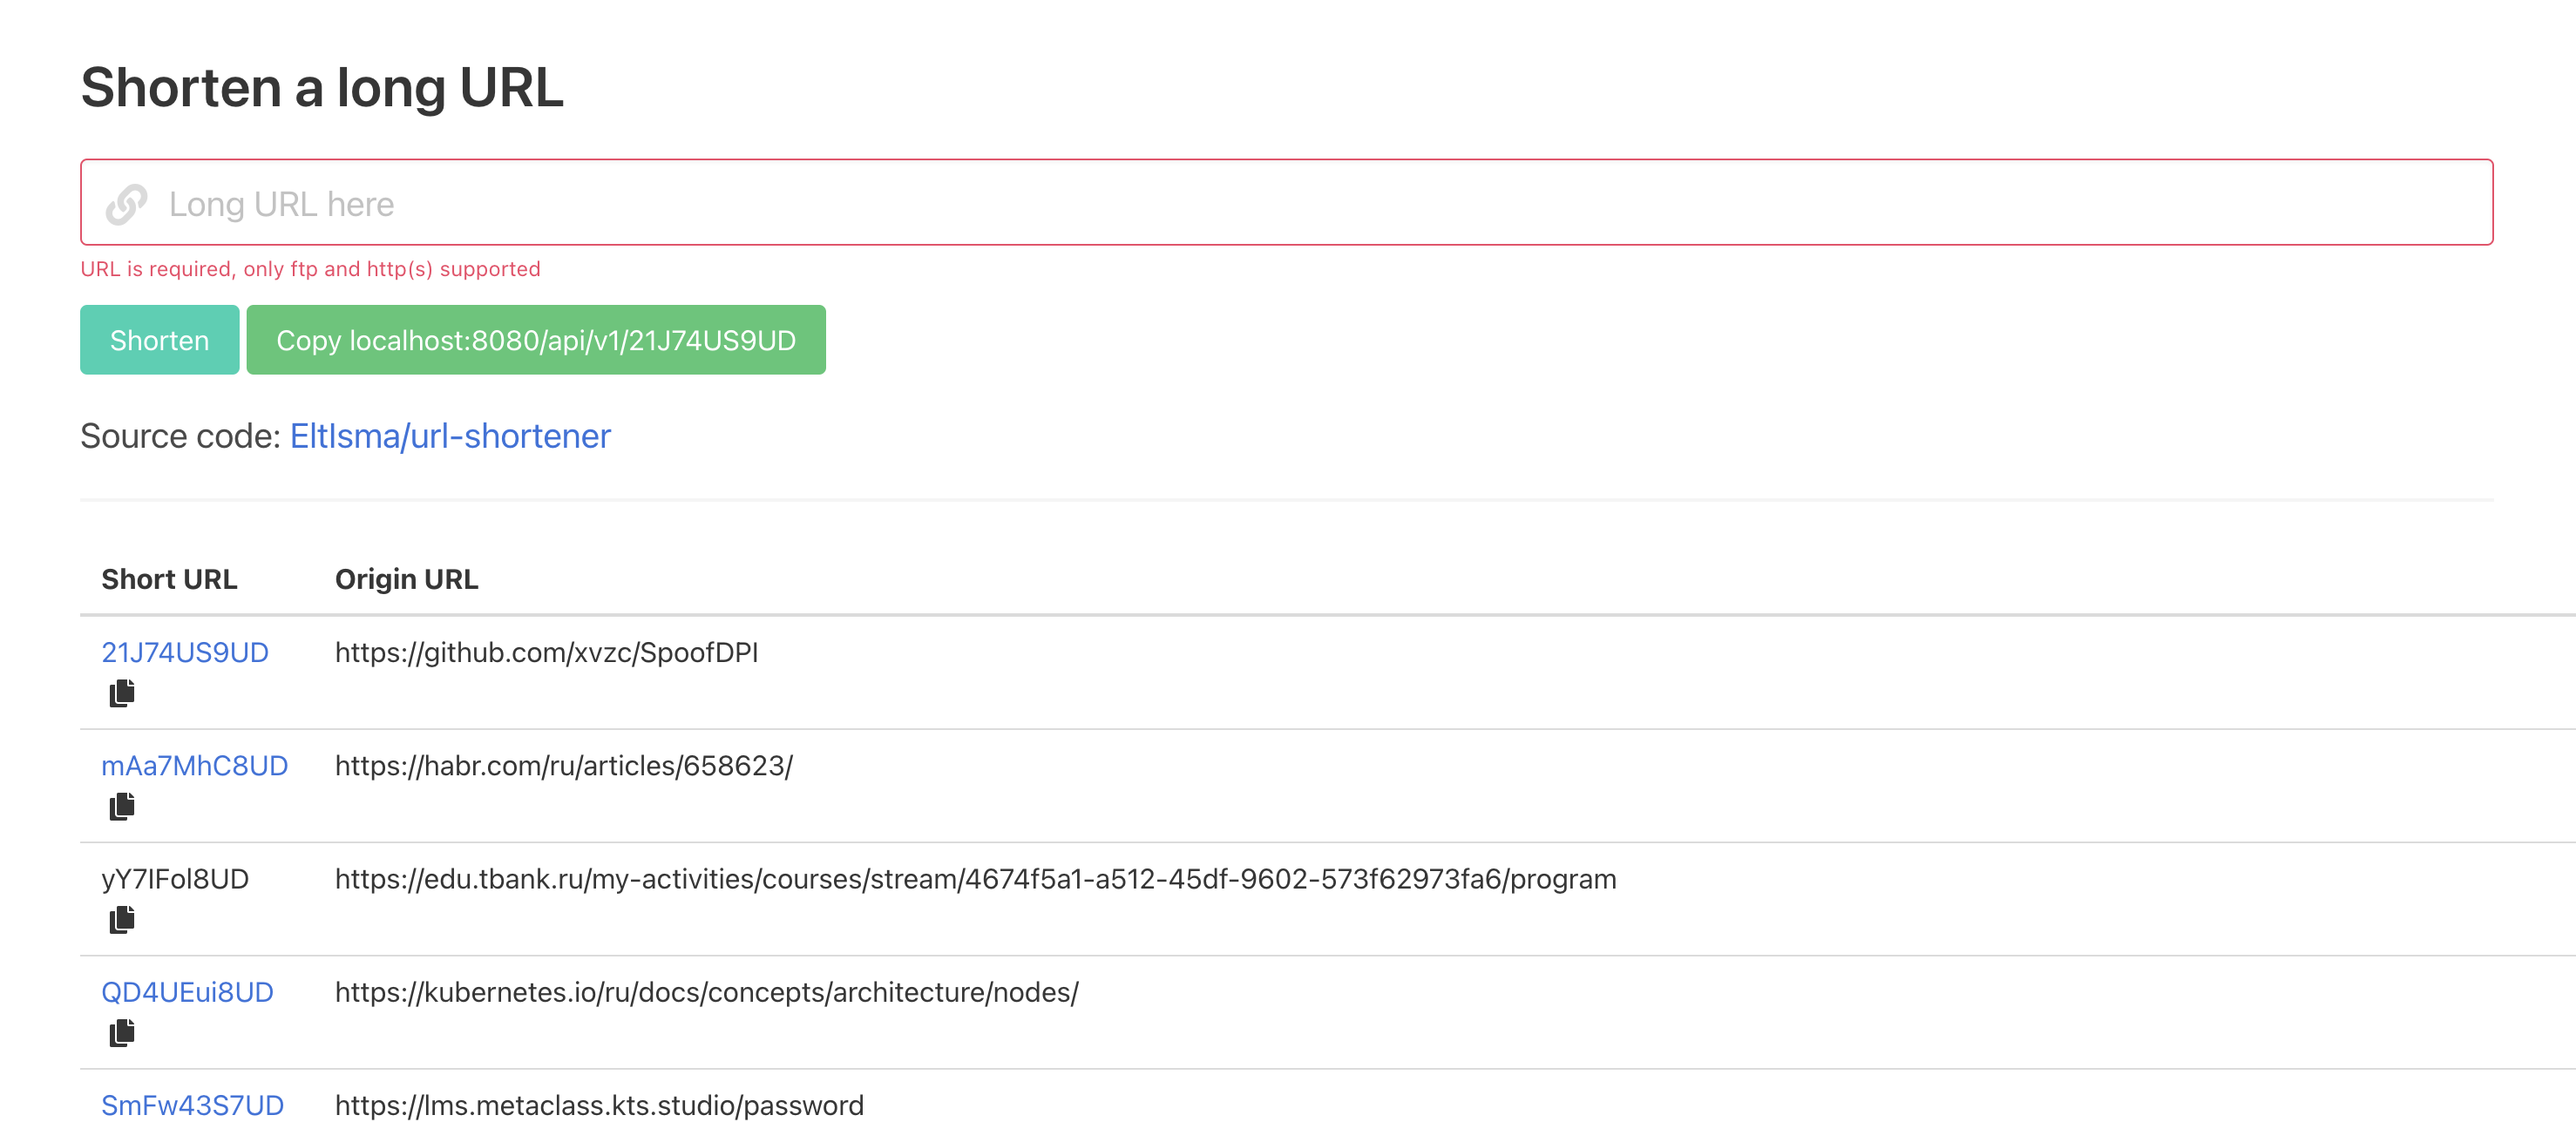 Shorten a long URL
Long URL here
URL is required, only ftp and http(s) supported
Shorten
Copy localhost:8080/api/v1/21J74US9UD
Source code: EltIsma/url-shortener
Short URL Origin URL
21J74US9UD https://github.com/xvzc/SpoofDPI
mAa7MhC8UD https://habr.com/ru/articles/658623/
yY7IFol8UD https://edu.tbank.ru/my-activities/courses/stream/4674f5a1-a512-45df-9602-573f62973fa6/program
QD4UEui8UD https://kubernetes.io/ru/docs/concepts/architecture/nodes/
SmFw43S7UD https://lms.metaclass.kts.studio/password